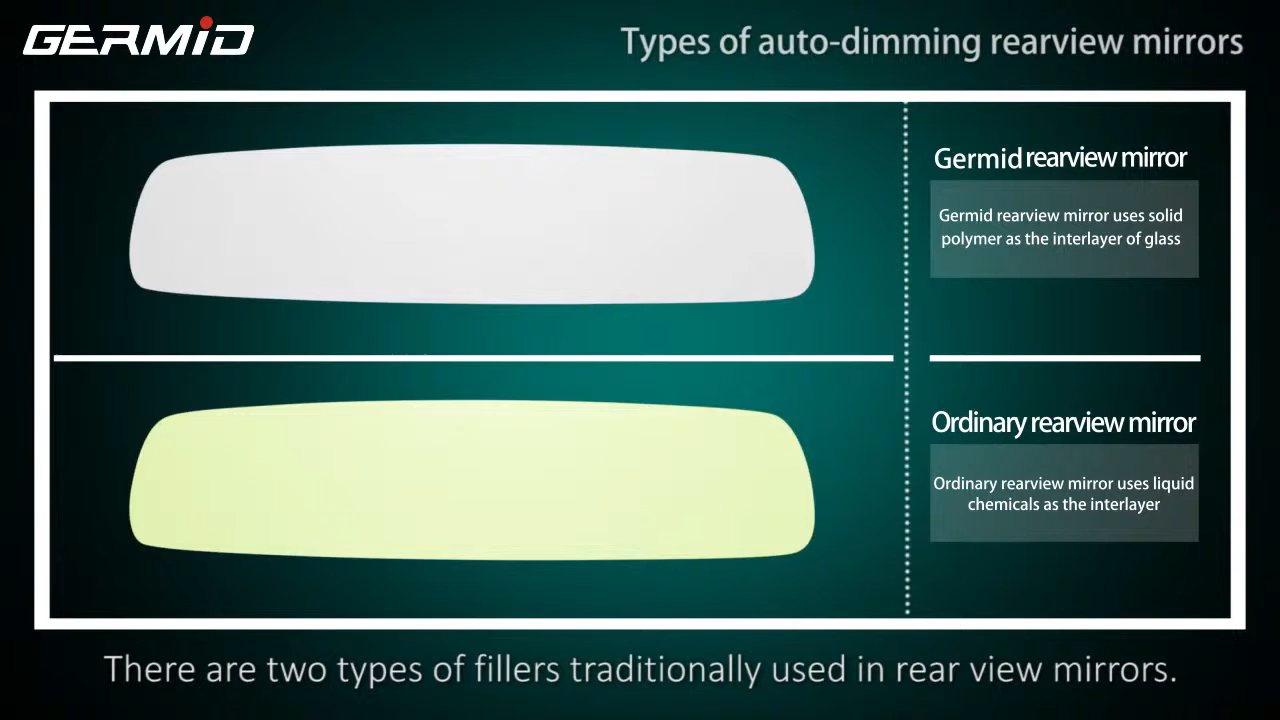 GERMID
Types of auto-dimming rearview mirrors
Germid rearview mirror
Germid rearview mirror uses solid
polymer as the interlayer of glass
Ordinary rearview mirror
Ordinary rearview mirror uses liquid
chemicals as the interlayer
There are two types of fillers traditionally used in rear view mirrors.